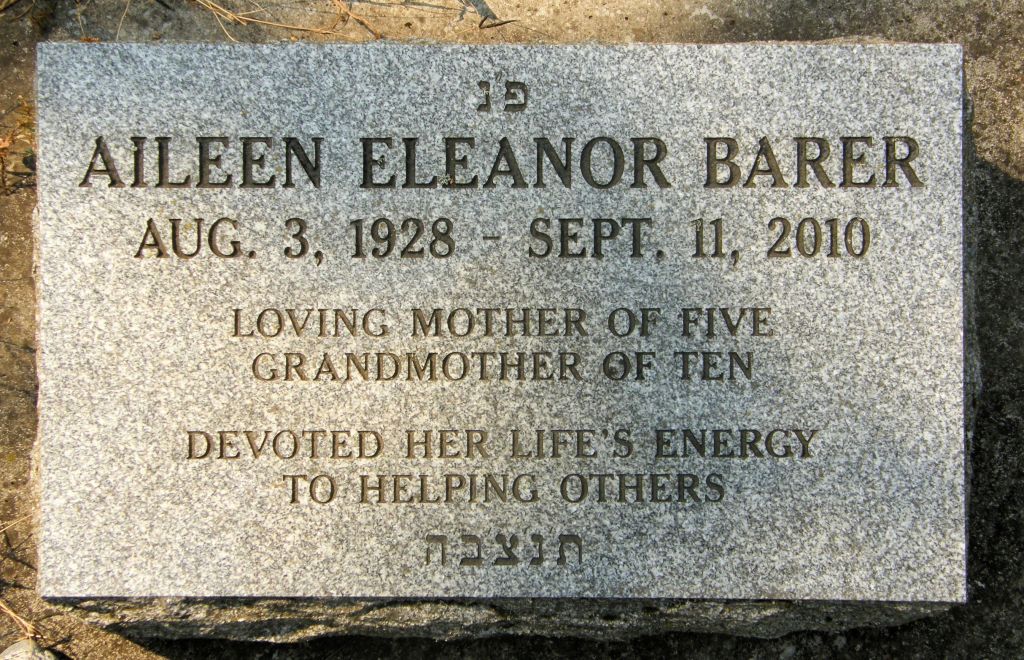 פ״נ
AILEEN ELEANOR BARER
AUG. 3, 1928 - SEPT. 11, 2010
LOVING MOTHER OF FIVE
GRANDMOTHER OF TEN
DEVOTED HER LIFE'S ENERGY
TO HELPING OTHERS
תנצבה